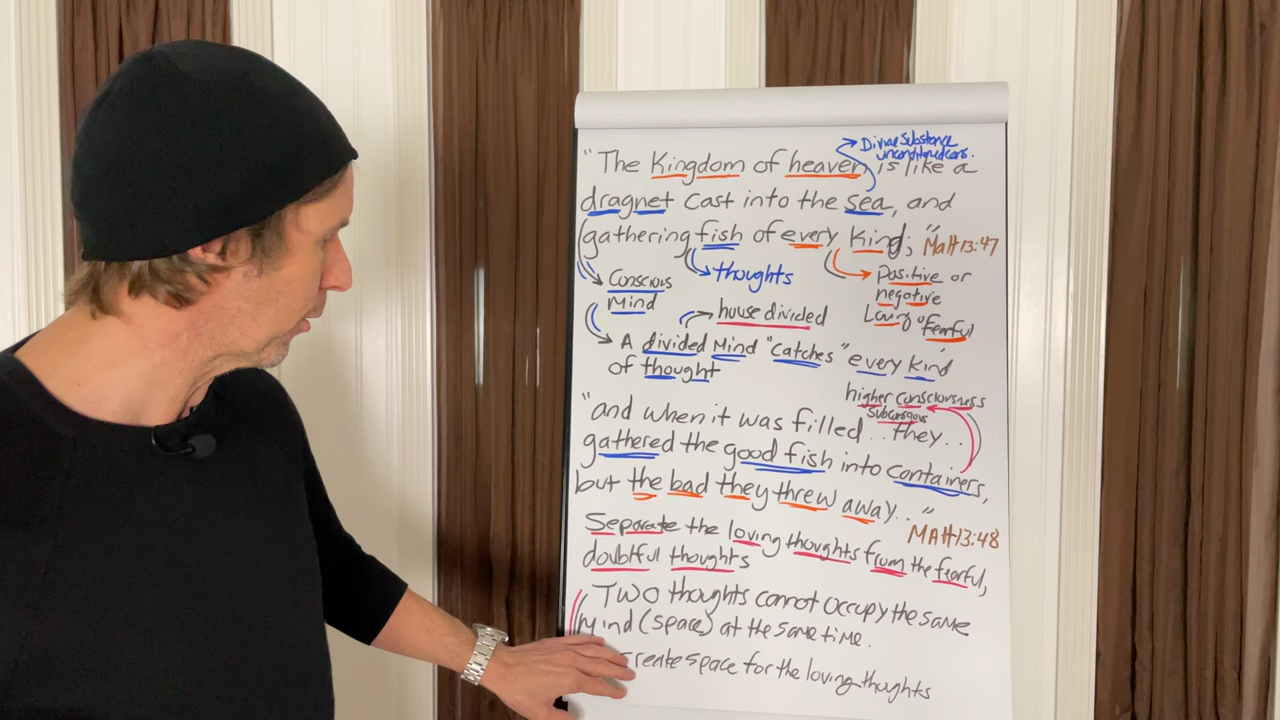 Divine Substance
unconditioned cons.
"The Kingdom of heaven is like a
dragnet cast into the sea, and
gathering fish of every kind;" Matt 13:47
Conscious
Mind
thoughts
positive or
negative
Loving or "Fearful"
house divided
A divided Mind "catches" every kind
of thought
higher consciousness
subconscious
"and when it was filled.. they..
gathered the good fish into containers,
but the bad they threw away.."
Matt 13:48
Separate the loving thoughts from the fearful,
doubtful thoughts
Two thoughts cannot occupy the same
Mind (space) at the same time.
create space for the loving thoughts